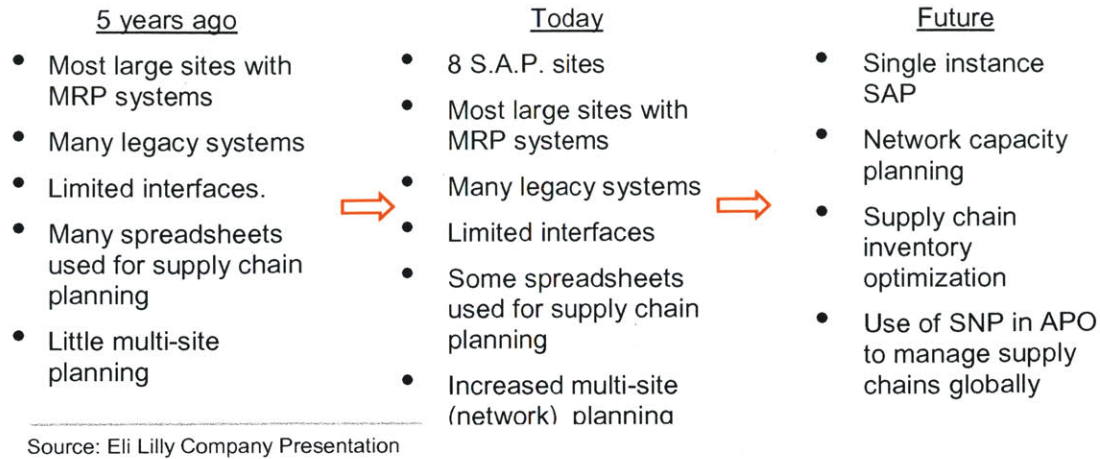 5 years ago
• Most large sites with
MRP systems
• Many legacy systems
• Limited interfaces.
• Many spreadsheets
used for supply chain
planning
• Little multi-site
planning
Today
• 8 S.A.P. sites
• Most large sites with
MRP systems
• Many legacy systems
• Limited interfaces
• Some spreadsheets
used for supply chain
planning
• Increased multi-site
(network) planning
Future
• Single instance
SAP
• Network capacity
planning
• Supply chain
inventory
optimization
• Use of SNP in APO
to manage supply
chains globally
Source: Eli Lilly Company Presentation